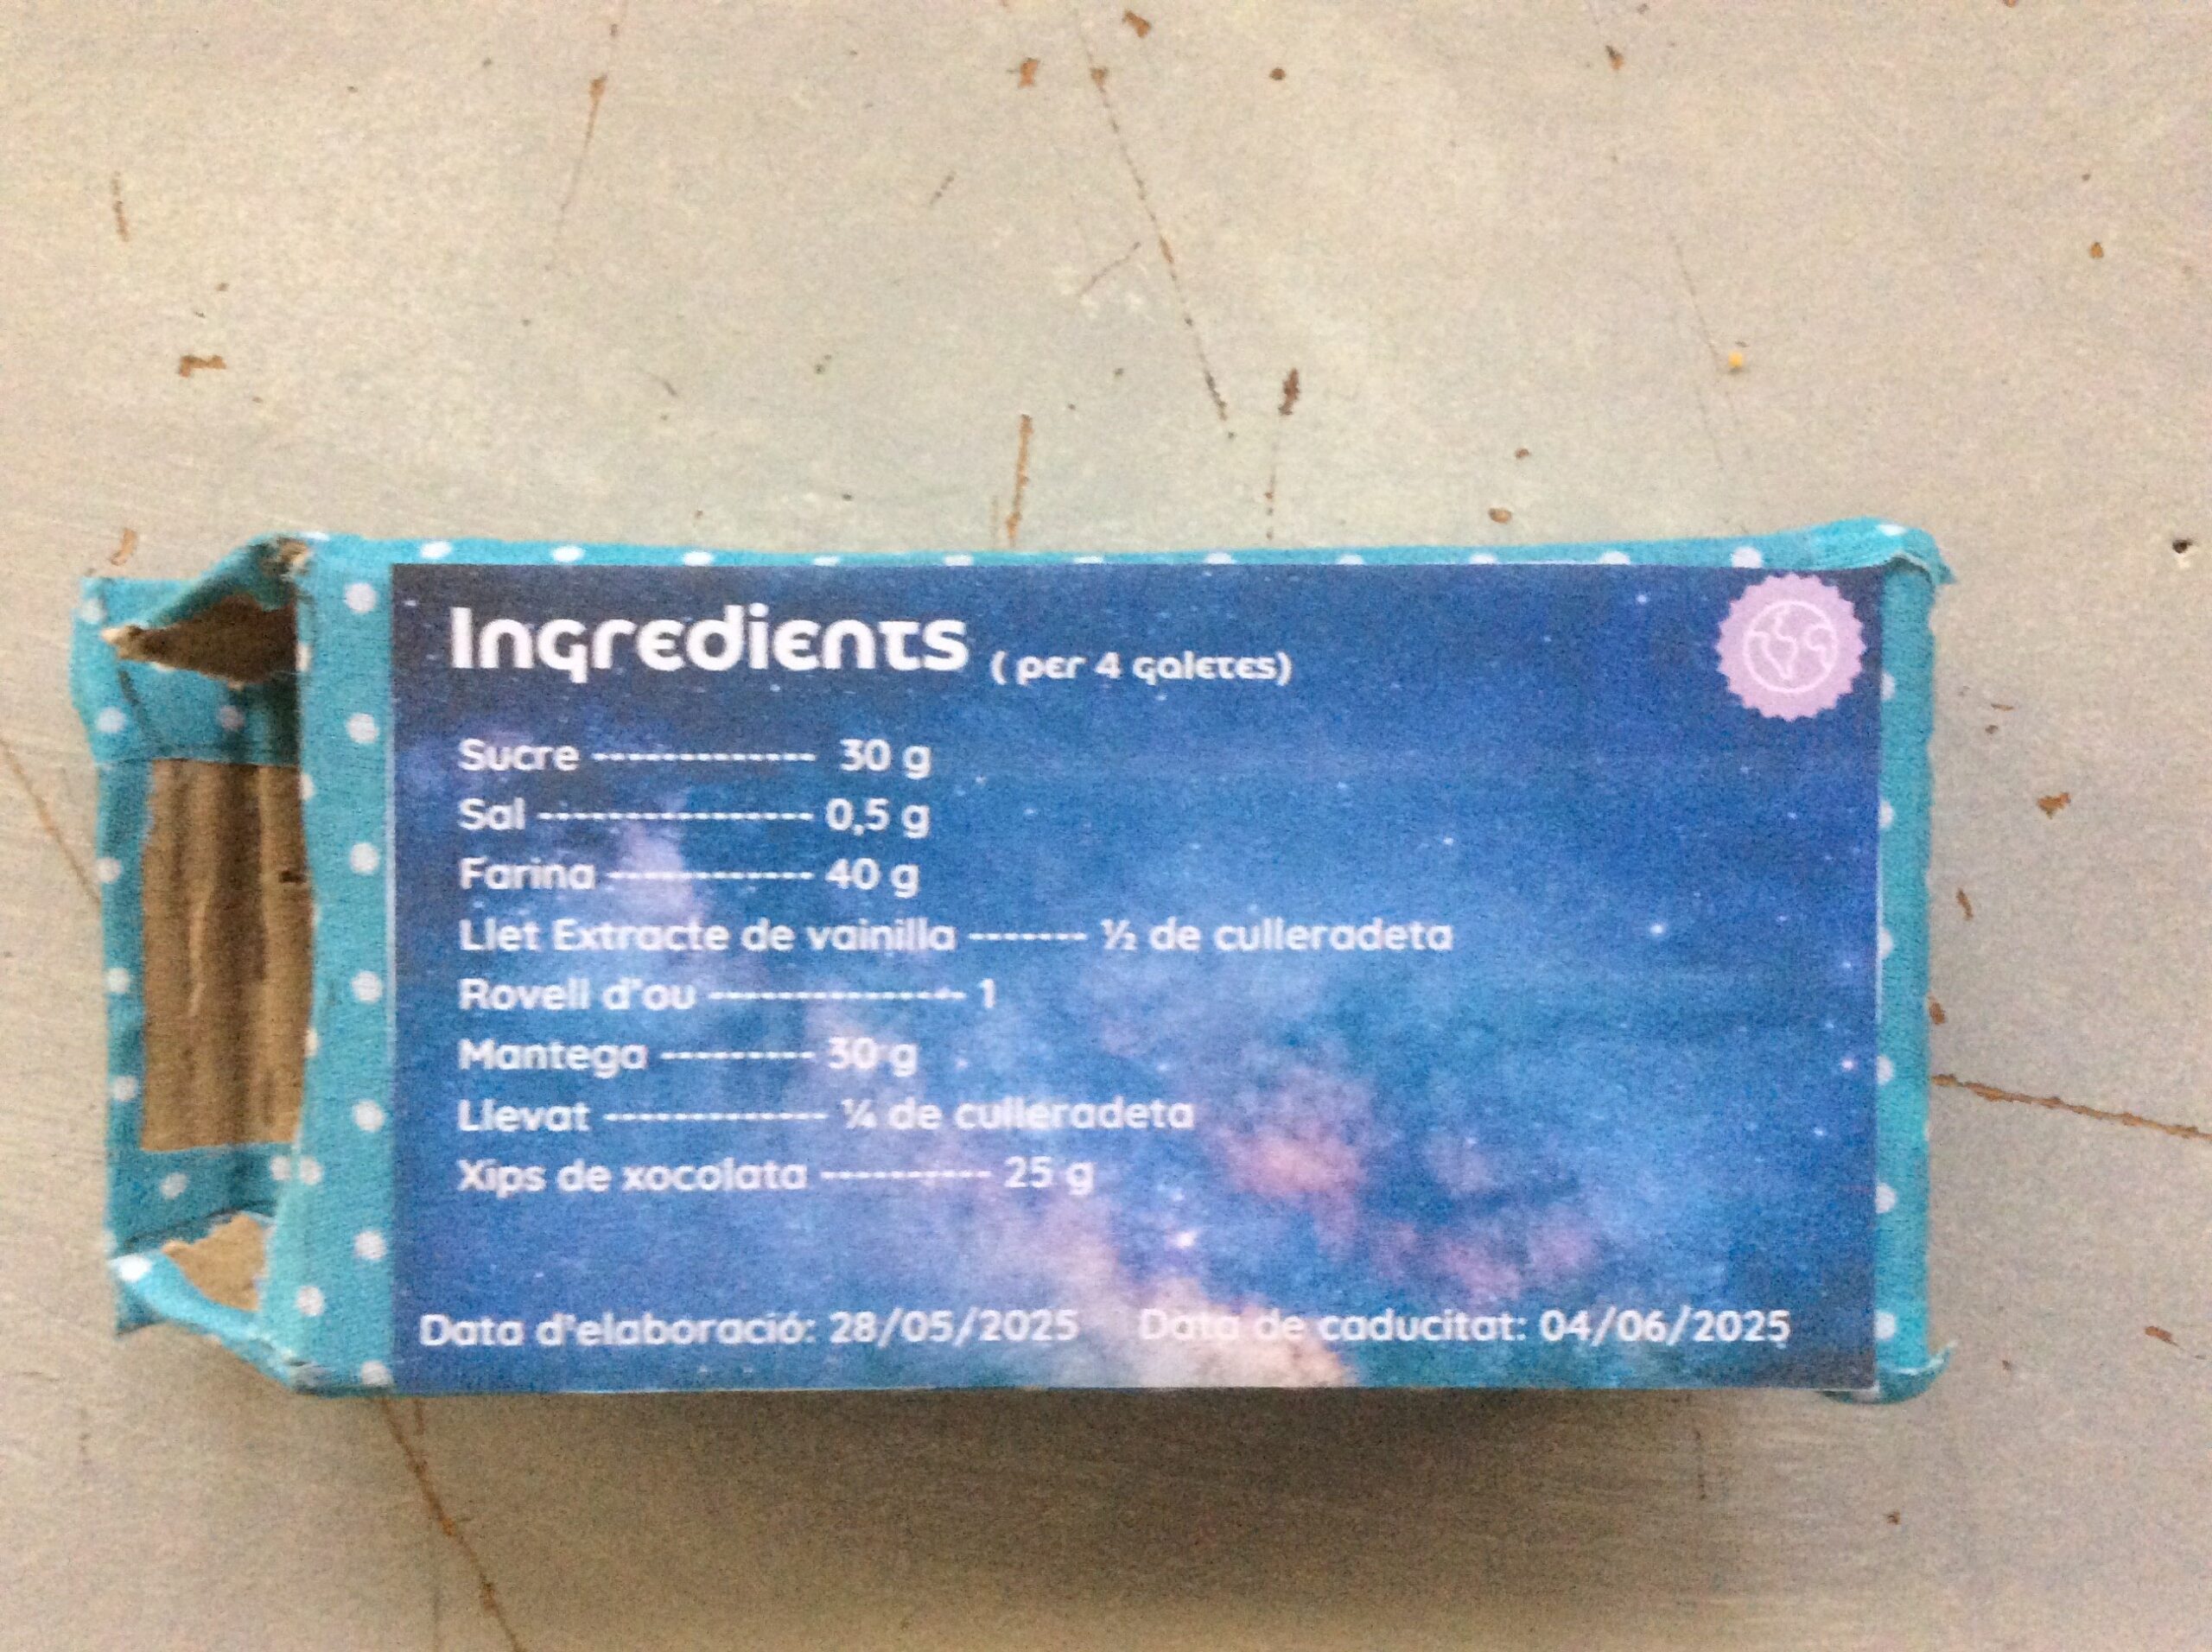 Ingredients ( per 4 galetes)
Sucre ------------- 30 g
Sal ---------------- 0,5 g
Farina ------------ 40 g
Llet Extracte de vainilla ------- ½ de culleradeta
Rovell d'ou --------------- 1
Mantega --------- 30 g
Llevat ------------- ¼ de culleradeta
Xips de xocolata ---------- 25 g
Data d'elaboració: 28/05/2025 Data de caducitat: 04/06/2025